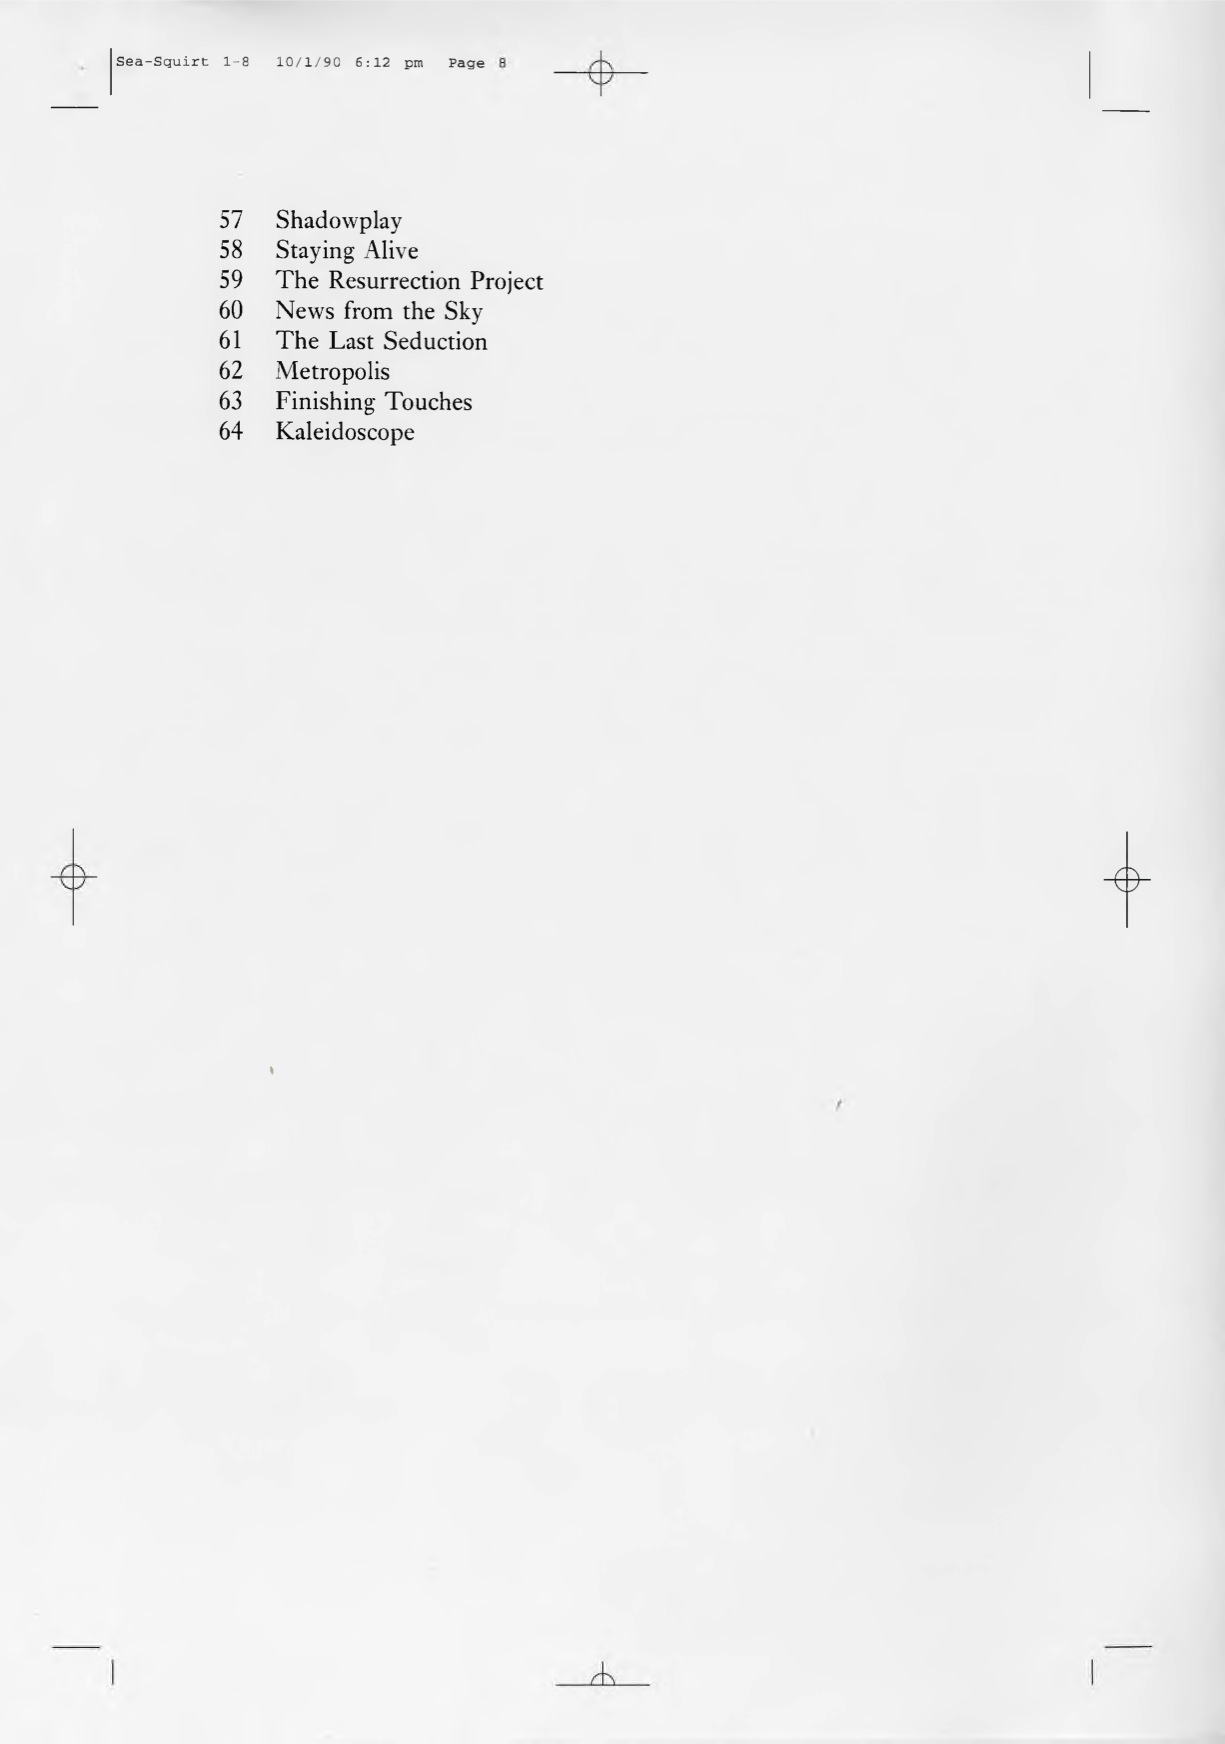 Sea-Squirt 1-8 10/1/90 6:12 pm Page 8
57 Shadowplay
58 Staying Alive
59 The Resurrection Project
60 News from the Sky
61 The Last Seduction
62 Metropolis
63 Finishing Touches
64 Kaleidoscope